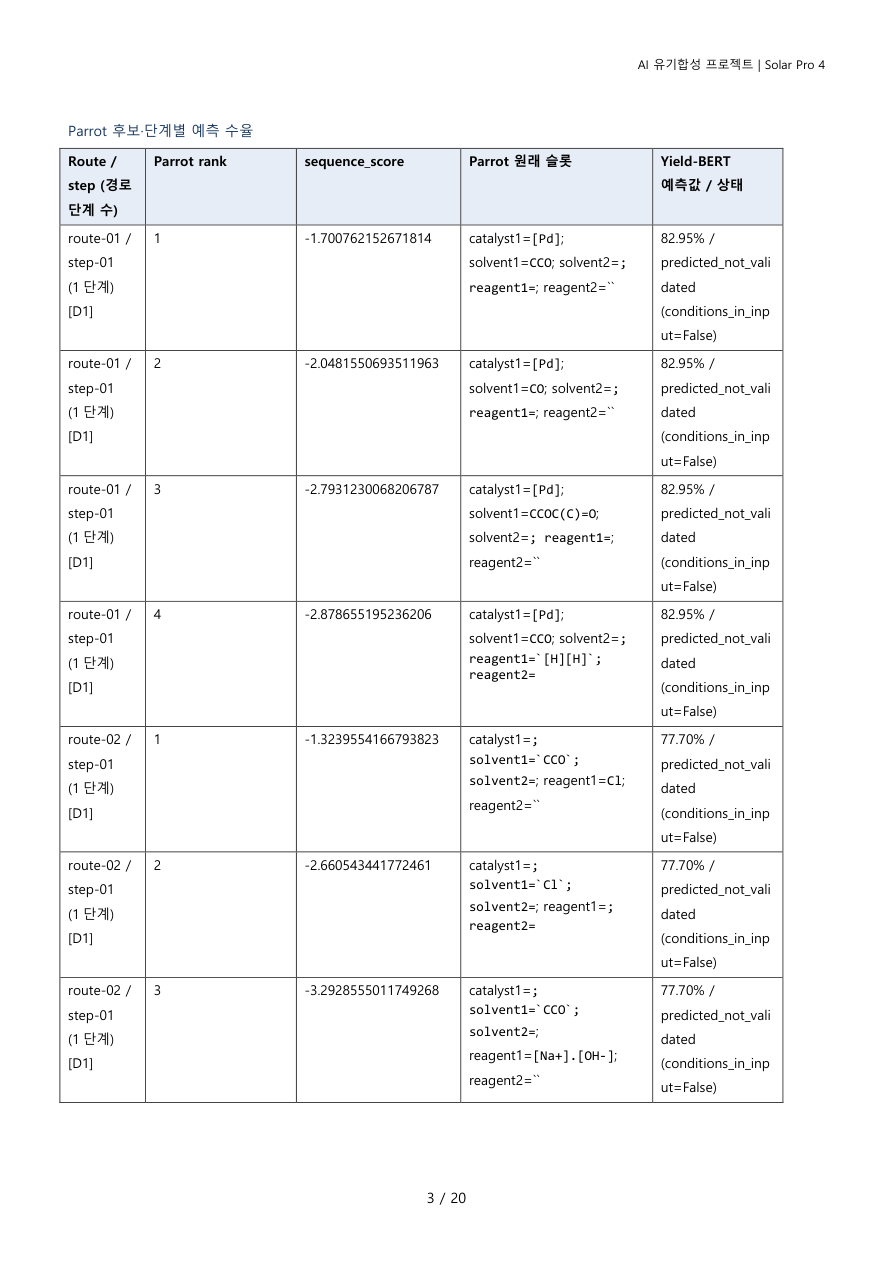 AI 유기합성 프로젝트 | Solar Pro 4
Parrot 후보·단계별 예측 수율
Route /
step (경로
단계 수)
Parrot rank
sequence_score
Parrot 원래 슬롯
Yield-BERT
예측값 / 상태
route-01 /
step-01
(1 단계)
[D1]
1
-1.700762152671814
catalyst1=[Pd];
solvent1=CCO; solvent2=;
reagent1=; reagent2=``
82.95% /
predicted_not_vali
dated
(conditions_in_inp
ut=False)
route-01 /
step-01
(1 단계)
[D1]
2
-2.0481550693511963
catalyst1=[Pd];
solvent1=CO; solvent2=;
reagent1=; reagent2=``
82.95% /
predicted_not_vali
dated
(conditions_in_inp
ut=False)
route-01 /
step-01
(1 단계)
[D1]
3
-2.7931230068206787
catalyst1=[Pd];
solvent1=CCOC(C)=O;
solvent2=; reagent1=;
reagent2=``
82.95% /
predicted_not_vali
dated
(conditions_in_inp
ut=False)
route-01 /
step-01
(1 단계)
[D1]
4
-2.878655195236206
catalyst1=[Pd];
solvent1=CCO; solvent2=;
reagent1=`[H][H]`;
reagent2=
82.95% /
predicted_not_vali
dated
(conditions_in_inp
ut=False)
route-02 /
step-01
(1 단계)
[D1]
1
-1.3239554166793823
catalyst1=;
solvent1=`CCO`;
solvent2=; reagent1=Cl;
reagent2=``
77.70% /
predicted_not_vali
dated
(conditions_in_inp
ut=False)
route-02 /
step-01
(1 단계)
[D1]
2
-2.660543441772461
catalyst1=;
solvent1=`Cl`;
solvent2=; reagent1=;
reagent2=
77.70% /
predicted_not_vali
dated
(conditions_in_inp
ut=False)
route-02 /
step-01
(1 단계)
[D1]
3
-3.2928555011749268
catalyst1=;
solvent1=`CCO`;
solvent2=;
reagent1=[Na+].[OH-];
reagent2=``
77.70% /
predicted_not_vali
dated
(conditions_in_inp
ut=False)
3 / 20